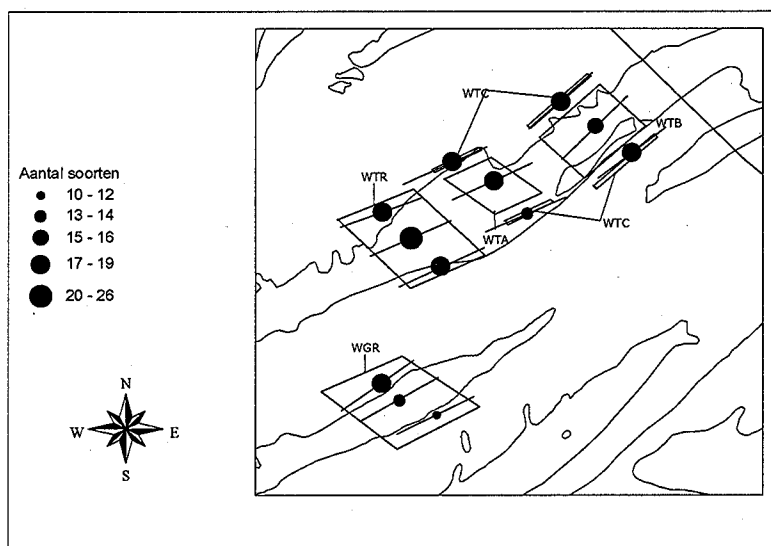 Aantal soorten
10 - 12
13 - 14
15 - 16
17 - 19
20 - 26
N
W E
S
WTC
WTB
WTR
WTA
WTC
WGR